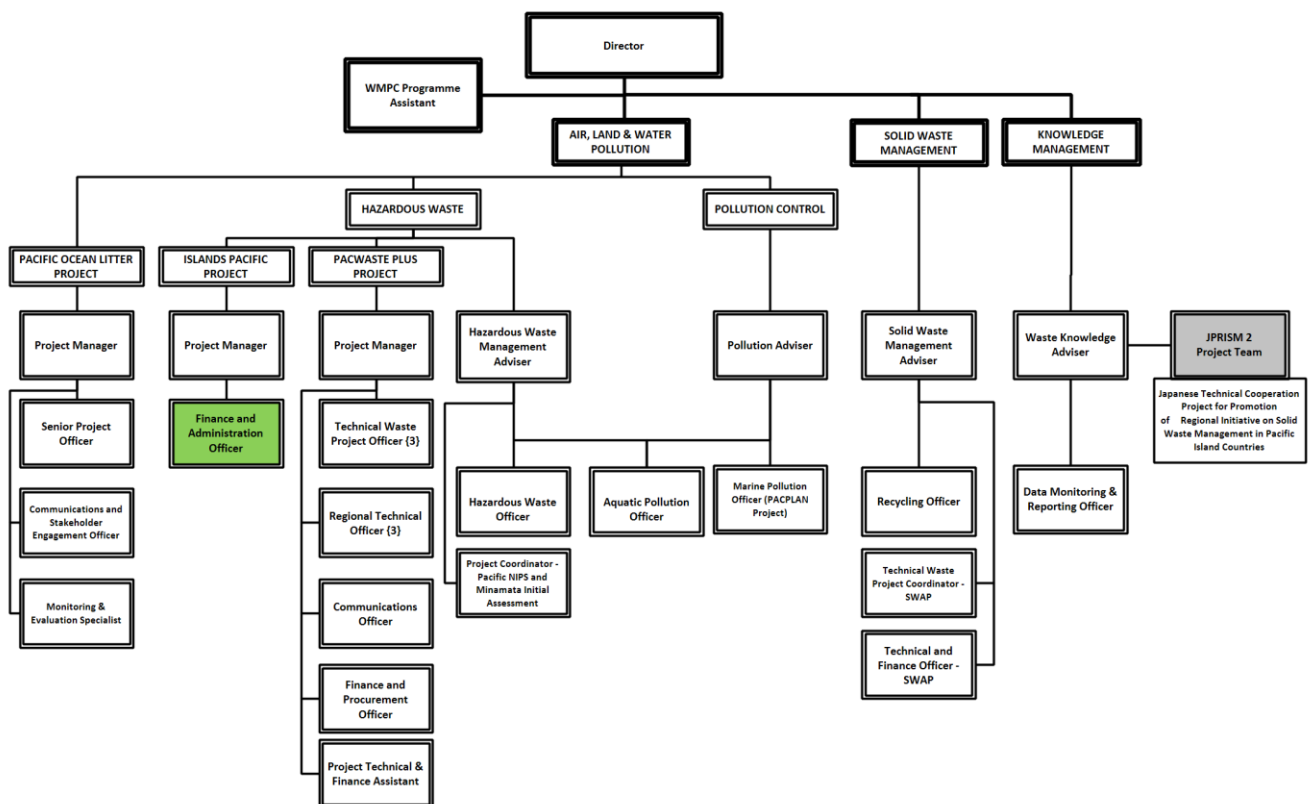 Director
WMPC Programme
Assistant
AIR, LAND & WATER
POLLUTION
SOLID WASTE
MANAGEMENT
KNOWLEDGE
MANAGEMENT
HAZARDOUS WASTE
POLLUTION CONTROL
PACIFIC OCEAN LITTER
PROJECT
ISLANDS PACIFIC
PROJECT
PACWASTE PLUS
PROJECT
Project Manager
Project Manager
Project Manager
Hazardous Waste
Management
Adviser
Pollution Adviser
Solid Waste
Management
Adviser
Waste Knowledge
Adviser
JPRISM 2
Project Team
Japanese Technical Cooperation
Project for Promotion
of Regional Initiative on Solid
Waste Management in Pacific
Island Countries
Senior Project
Officer
Finance and
Administration
Officer
Technical Waste
Project Officer {3}
Communications and
Stakeholder
Engagement Officer
Regional Technical
Officer {3}
Hazardous Waste
Officer
Aquatic Pollution
Officer
Marine Pollution
Officer (PACPLAN
Project)
Recycling Officer
Data Monitoring &
Reporting Officer
Monitoring &
Evaluation Specialist
Communications
Officer
Project Coordinator -
Pacific NIPS and
Minamata Initial
Assessment
Technical Waste
Project Coordinator -
SWAP
Finance and
Procurement
Officer
Technical and
Finance Officer -
SWAP
Project Technical &
Finance Assistant